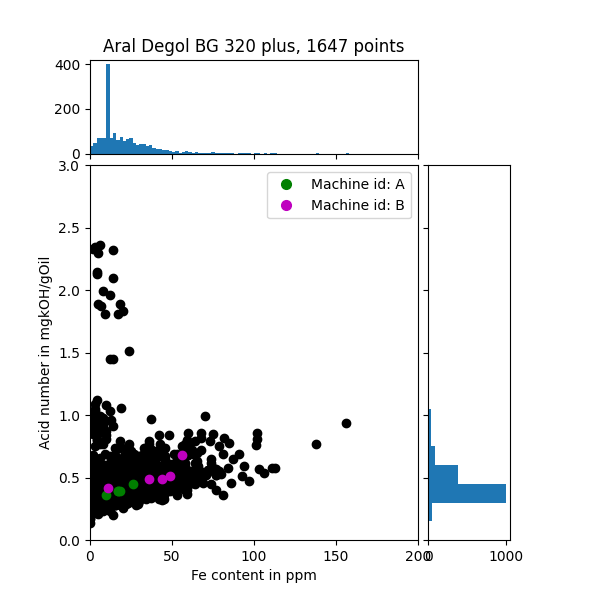 Aral Degol BG 320 plus, 1647 points
400
200
0
3.0
2.5
2.0
1.5
1.0
0.5
0.0
Acid number in mgkOH/gOil
Machine id: A
Machine id: B
0 50 100 150 200
0 1000
Fe content in ppm